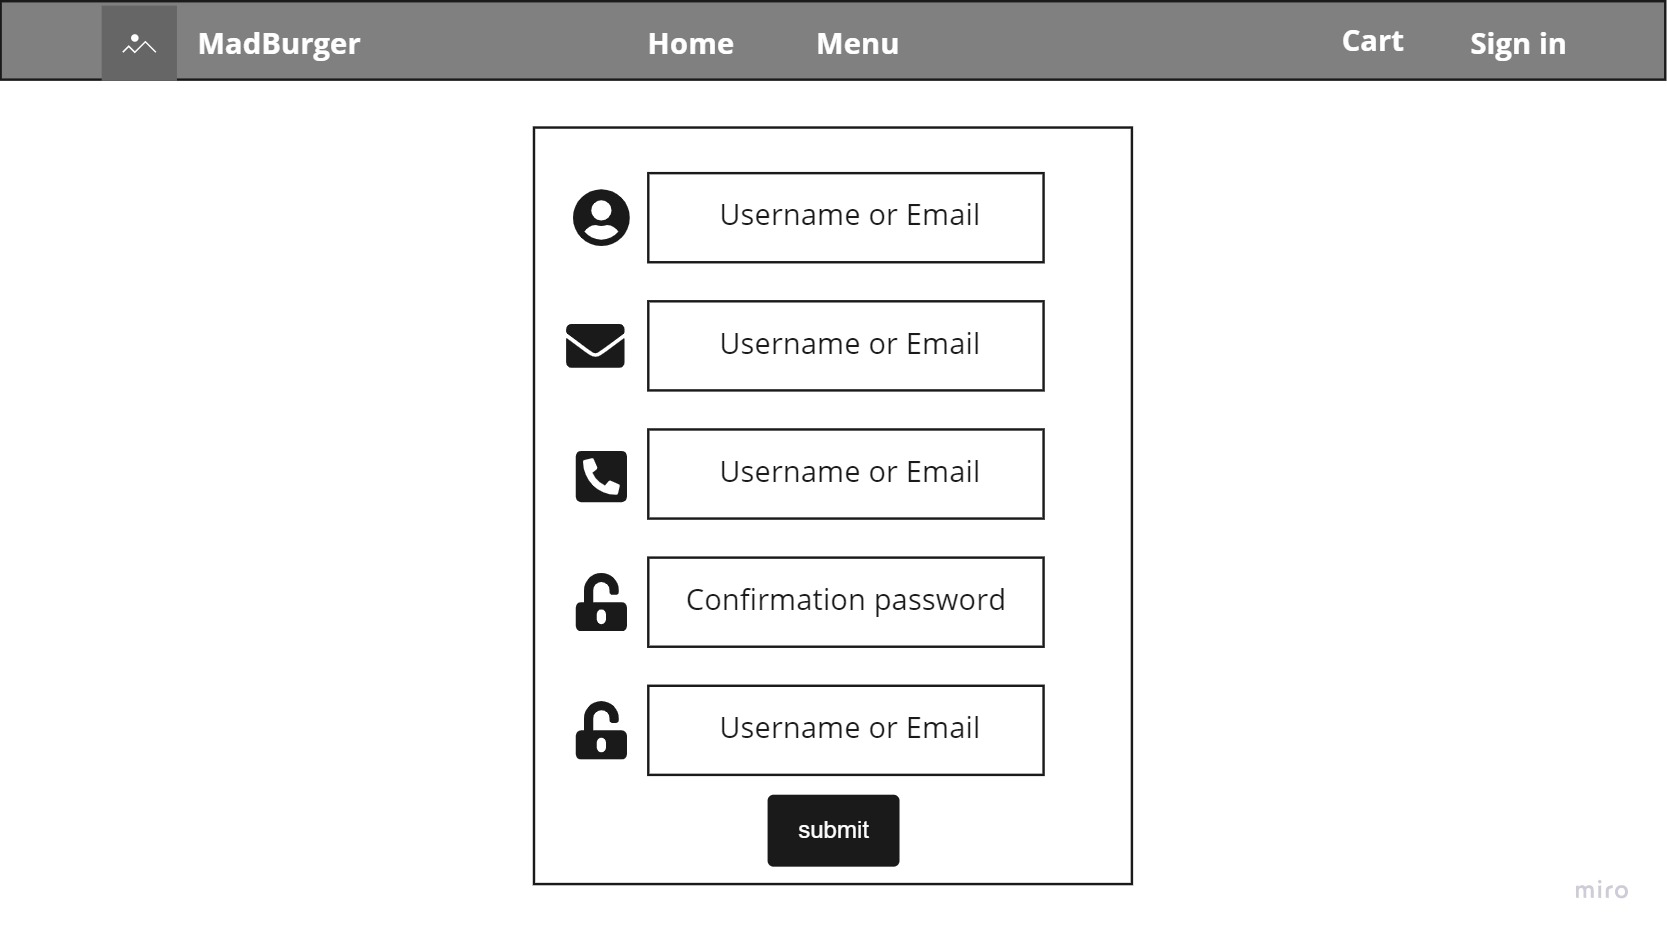 MadBurger
Home
Menu
Cart
Sign in
Username or Email
Username or Email
Username or Email
Confirmation password
Username or Email
submit
miro